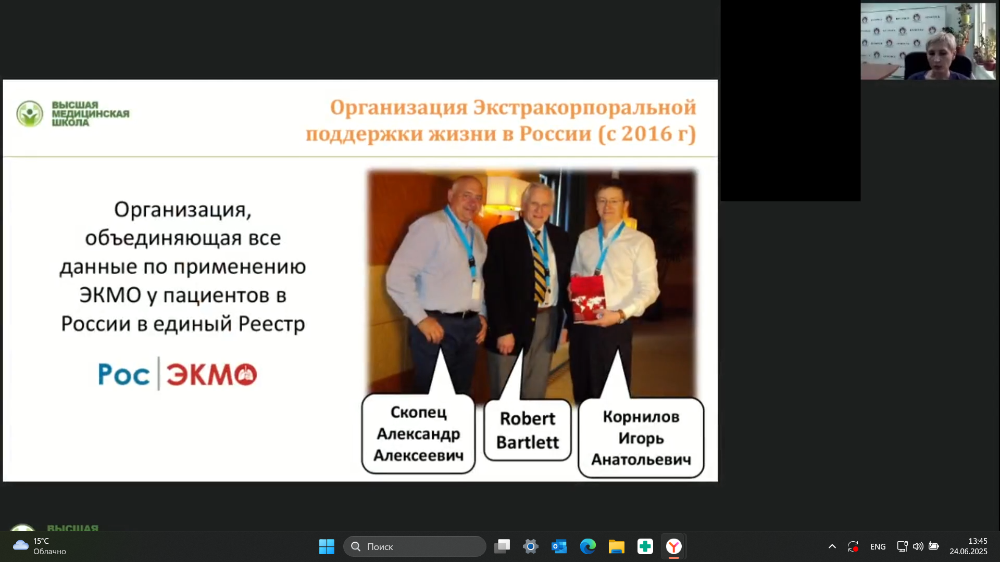 ВЫСШАЯ
МЕДИЦИНСКАЯ
ШКОЛА
Организация Экстракорпоральной
поддержки жизни в России (с 2016 г)
Организация,
объединяющая все
данные по применению
ЭКМО у пациентов в
России в единый Реестр
Рос ЭКМО
Скопец
Александр
Алексеевич
Robert
Bartlett
Корнилов
Игорь
Анатольевич
ВЫСШАЯ
15°C
Облачно
Поиск
ENG
13:45
24.06.2025